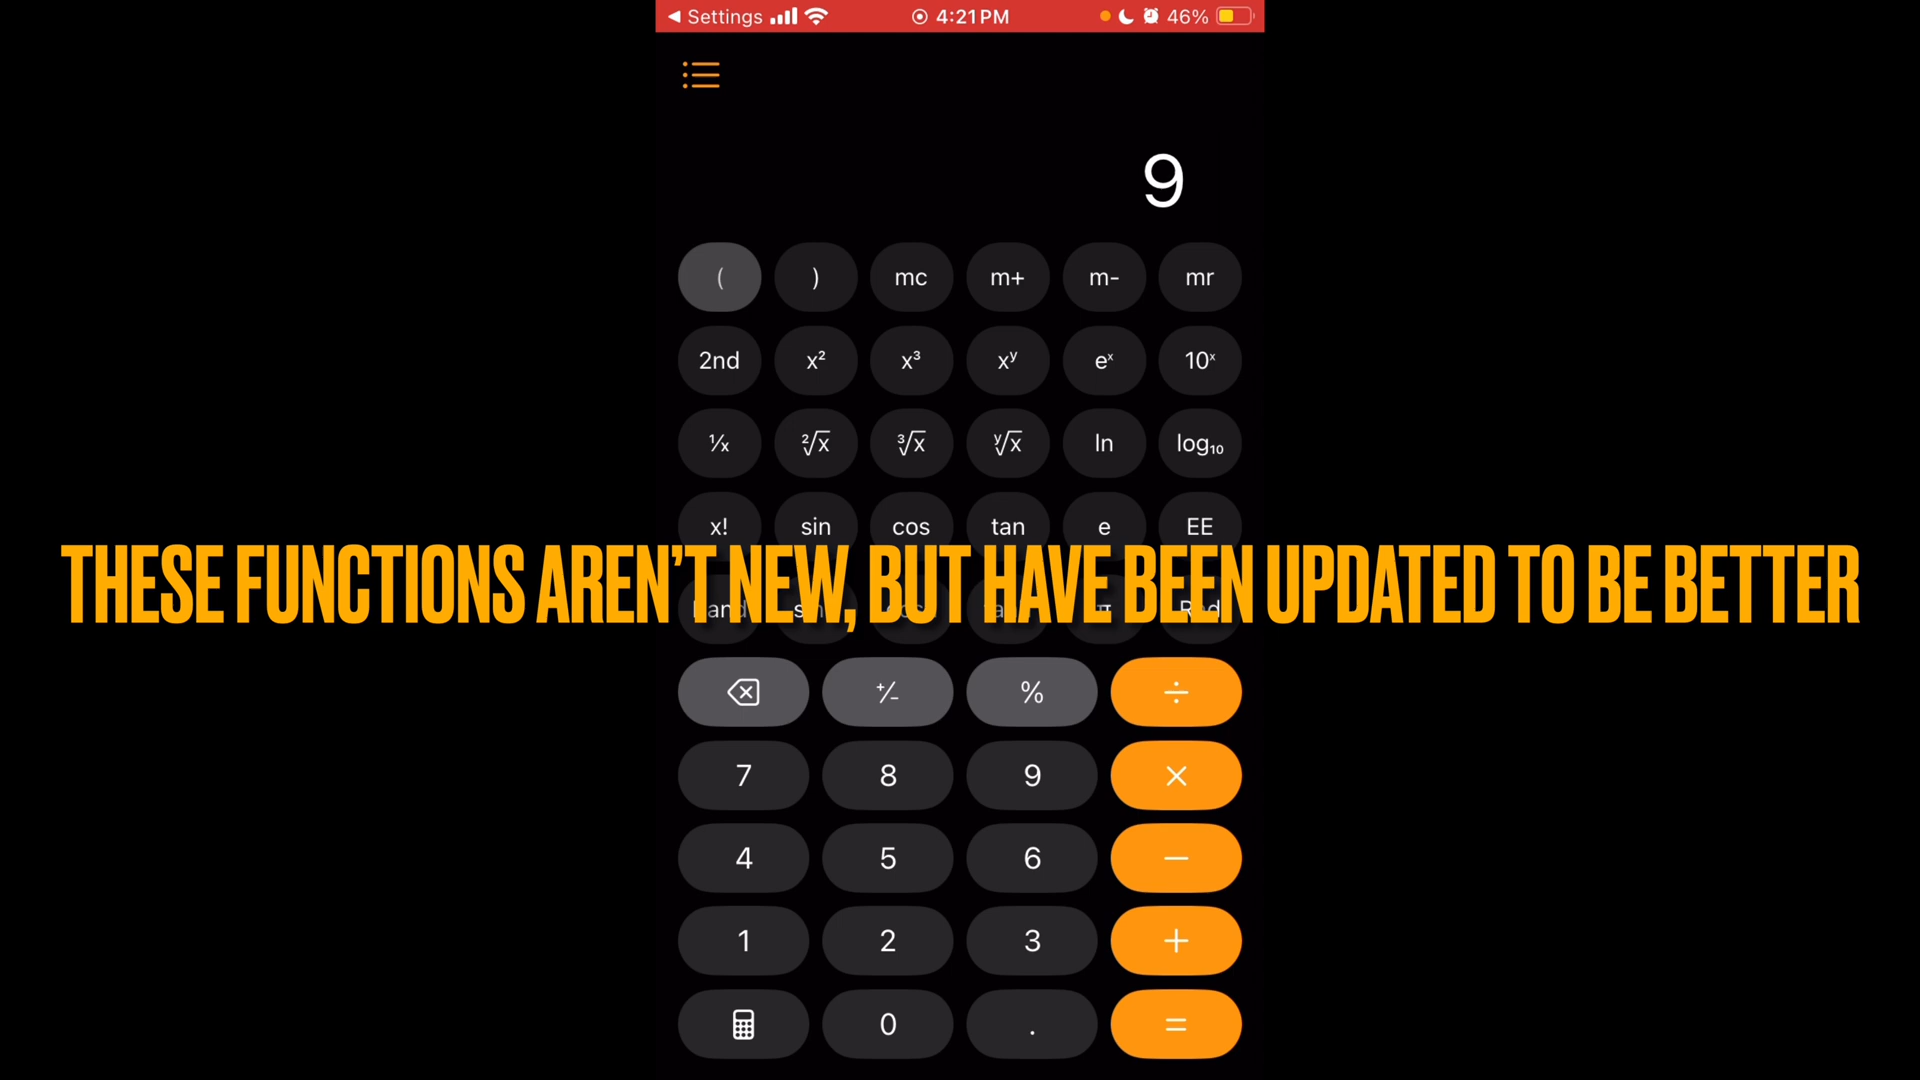 Settings 4:21 PM 46%
9
( ) mc m+ m- mr
2nd x² x³ xʸ eˣ 10ˣ
¹⁄x ²√x ³√x ʸ√x ln log₁₀
x! sin cos tan e EE
THESE FUNCTIONS AREN'T NEW, BUT HAVE BEEN UPDATED TO BE BETTER
⁺⁄₋ % ÷
7 8 9 ×
4 5 6 −
1 2 3 +
0 . =